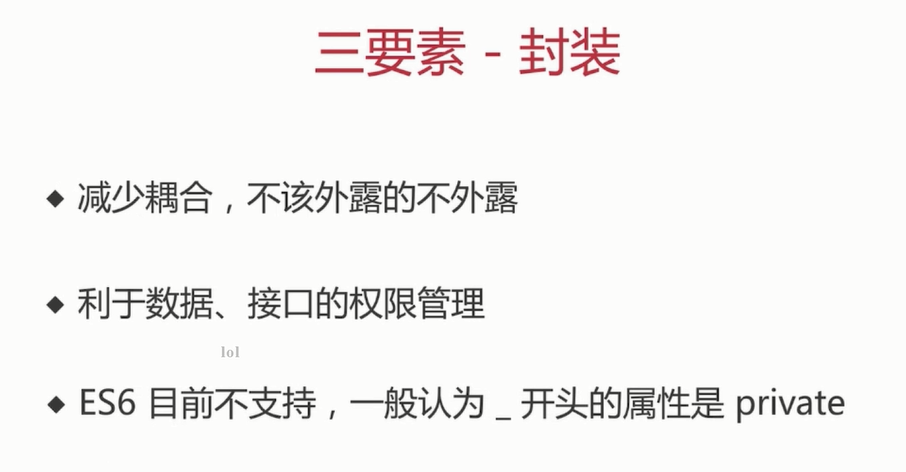 三要素 - 封装
◆ 减少耦合，不该外露的不外露
◆ 利于数据、接口的权限管理
lol
◆ ES6 目前不支持，一般认为 _ 开头的属性是 private